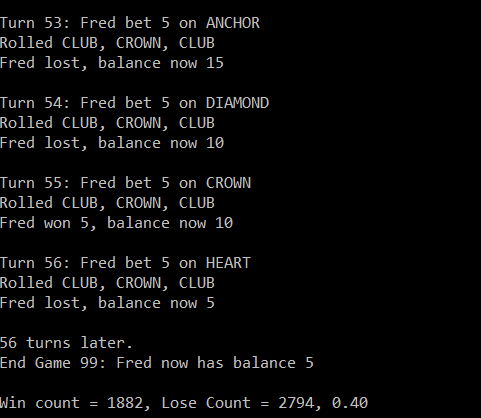 Turn 53: Fred bet 5 on ANCHOR
Rolled CLUB, CROWN, CLUB
Fred lost, balance now 15
Turn 54: Fred bet 5 on DIAMOND
Rolled CLUB, CROWN, CLUB
Fred lost, balance now 10
Turn 55: Fred bet 5 on CROWN
Rolled CLUB, CROWN, CLUB
Fred won 5, balance now 10
Turn 56: Fred bet 5 on HEART
Rolled CLUB, CROWN, CLUB
Fred lost, balance now 5
56 turns later.
End Game 99: Fred now has balance 5
Win count = 1882, Lose Count = 2794, 0.40